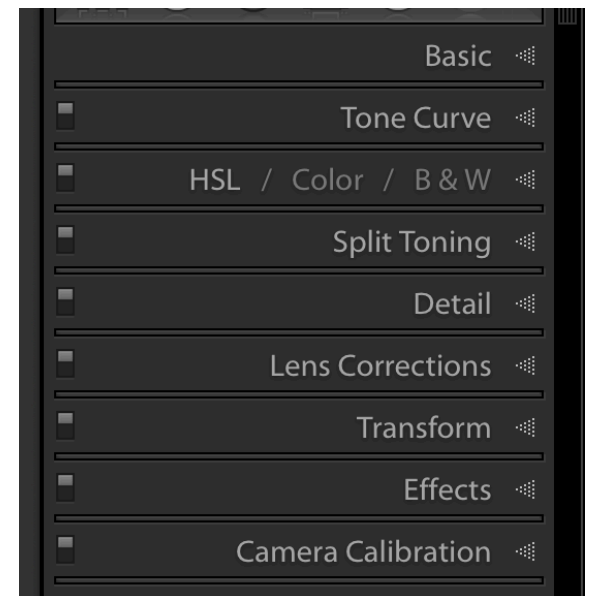 Basic
Tone Curve
HSL / Color / B & W
Split Toning
Detail
Lens Corrections
Transform
Effects
Camera Calibration